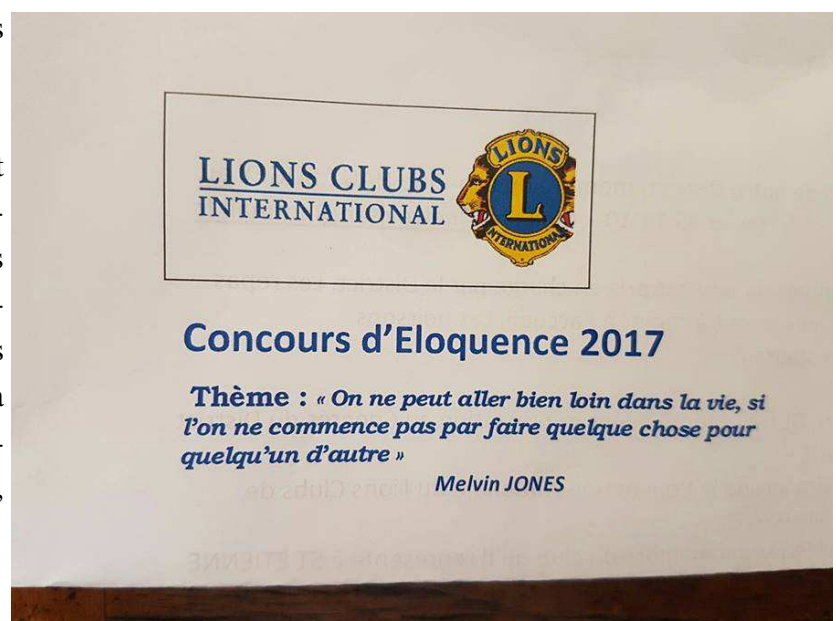 LIONS CLUBS
INTERNATIONAL
LIONS
L
INTERNATIONAL
Concours d'Eloquence 2017
Thème : « On ne peut aller bien loin dans la vie, si
l'on ne commence pas par faire quelque chose pour
quelqu'un d'autre »
Melvin JONES